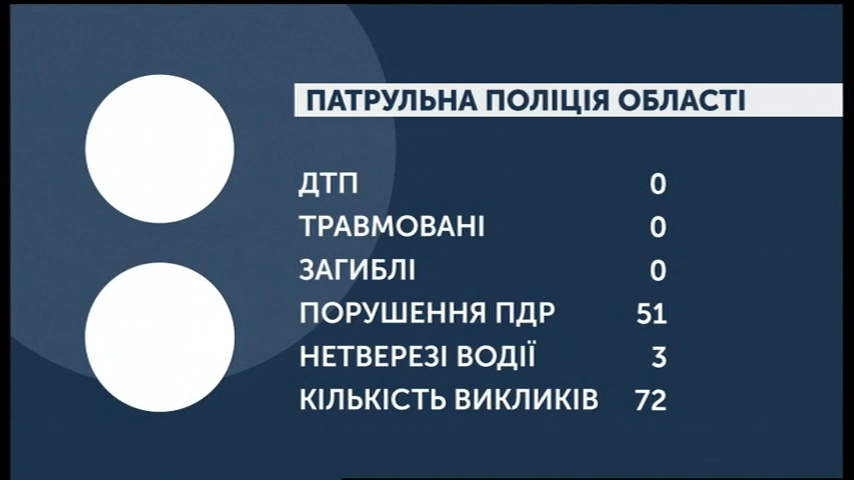 ПАТРУЛЬНА ПОЛІЦІЯ ОБЛАСТІ
ДТП 0
ТРАВМОВАНІ 0
ЗАГИБЛІ 0
ПОРУШЕННЯ ПДР 51
НЕТВЕРЕЗІ ВОДІЇ 3
КІЛЬКІСТЬ ВИКЛИКІВ 72